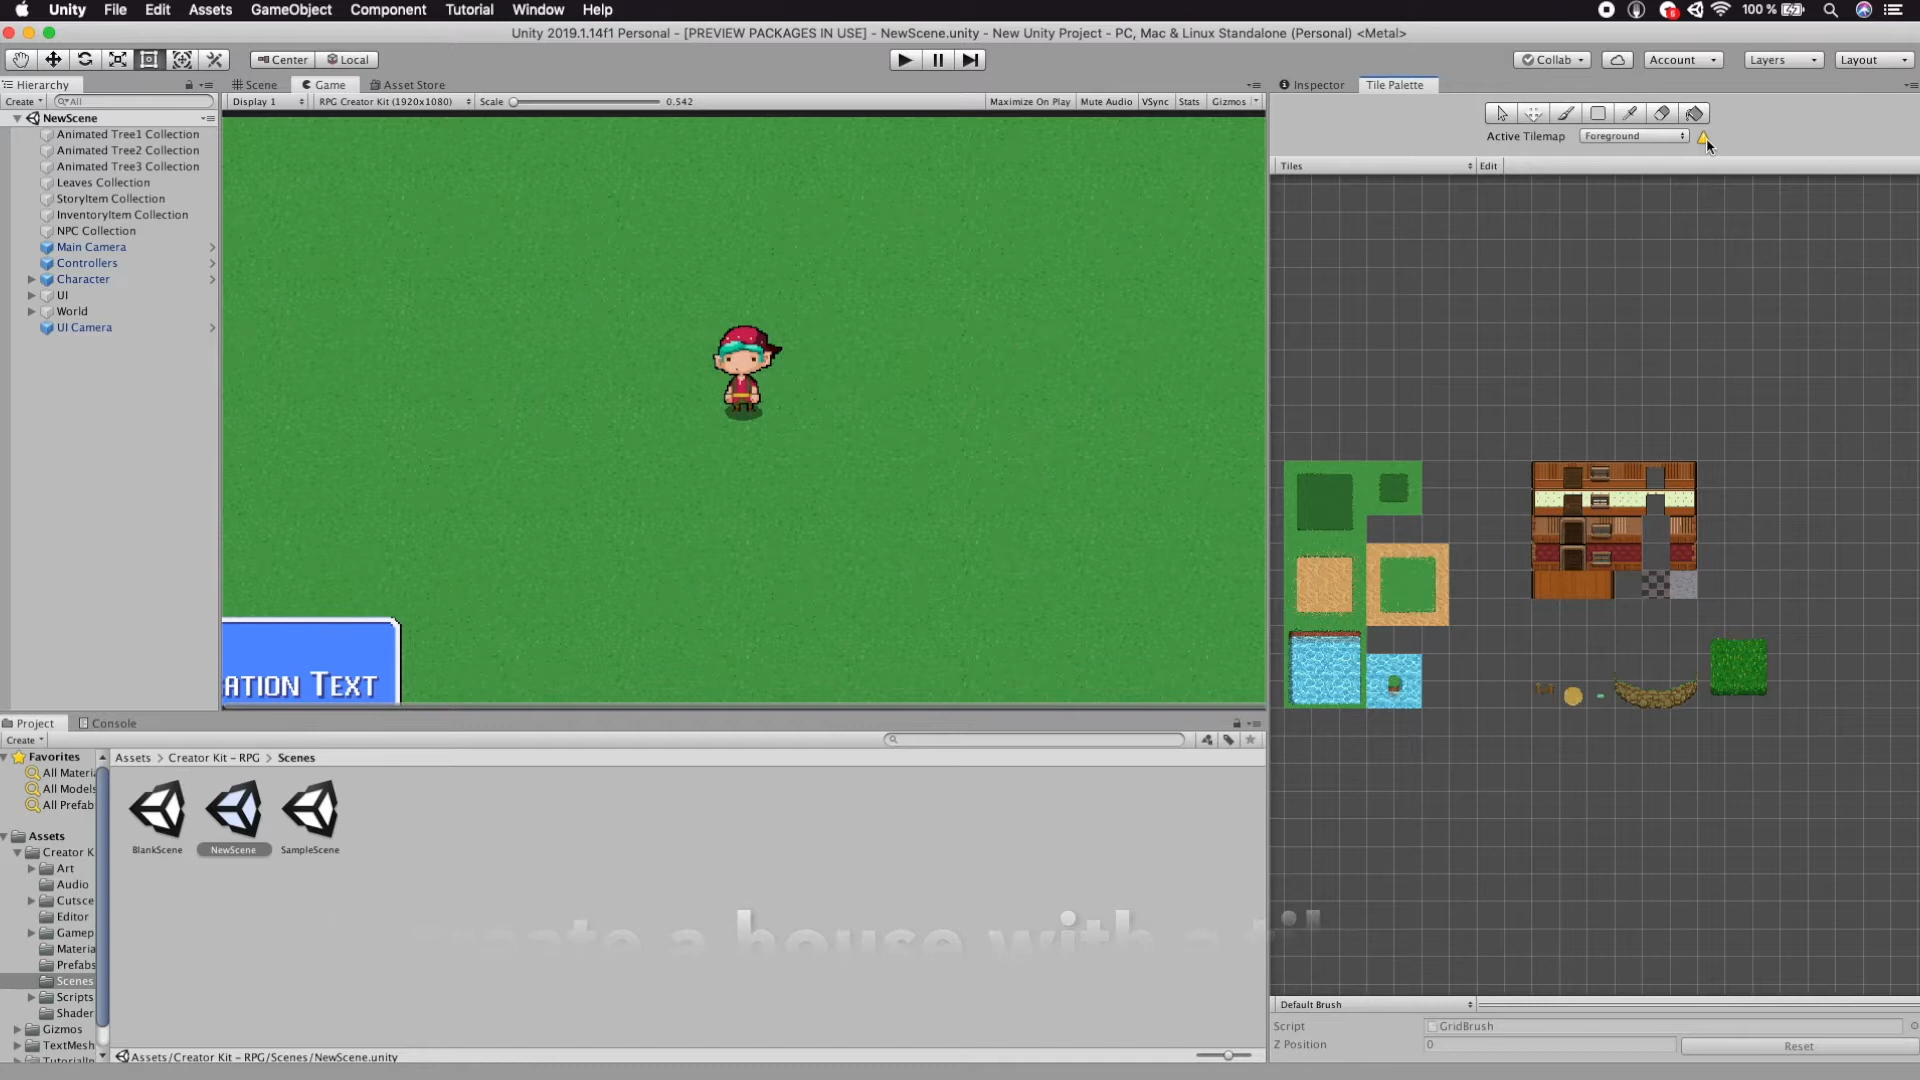 Unity File Edit Assets GameObject Component Tutorial Window Help 100 %
Unity 2019.1.14f1 Personal - [PREVIEW PACKAGES IN USE] - NewScene.unity - New Unity Project - PC, Mac & Linux Standalone (Personal) <Metal>
Center Local Collab Account Layers Layout
Hierarchy Scene Game Asset Store Inspector Tile Palette
Create All Display 1 RPG Creator Kit (1920x1080) Scale 0.542 Maximize On Play Mute Audio VSync Stats Gizmos
NewScene
Animated Tree1 Collection
Active Tilemap Foreground
Animated Tree2 Collection
Animated Tree3 Collection
Tiles Edit
Leaves Collection
StoryItem Collection
InventoryItem Collection
NPC Collection
Main Camera
Controllers
Character
UI
World
UI Camera
ATION TEXT
Project Console
Create
Favorites
Assets > Creator Kit - RPG > Scenes
All Materi
All Models
All Prefab
Assets
Creator K
BlankScene NewScene SampleScene
Art
Audio
Cutsce
Editor
Gamep
Materia
Prefabs
Scenes
Scripts
Shader
Gizmos
TextMesh
TutorialIn
create a house with a
Assets/Creator Kit - RPG/Scenes/NewScene.unity
Default Brush
Script GridBrush
Z Position 0 Reset